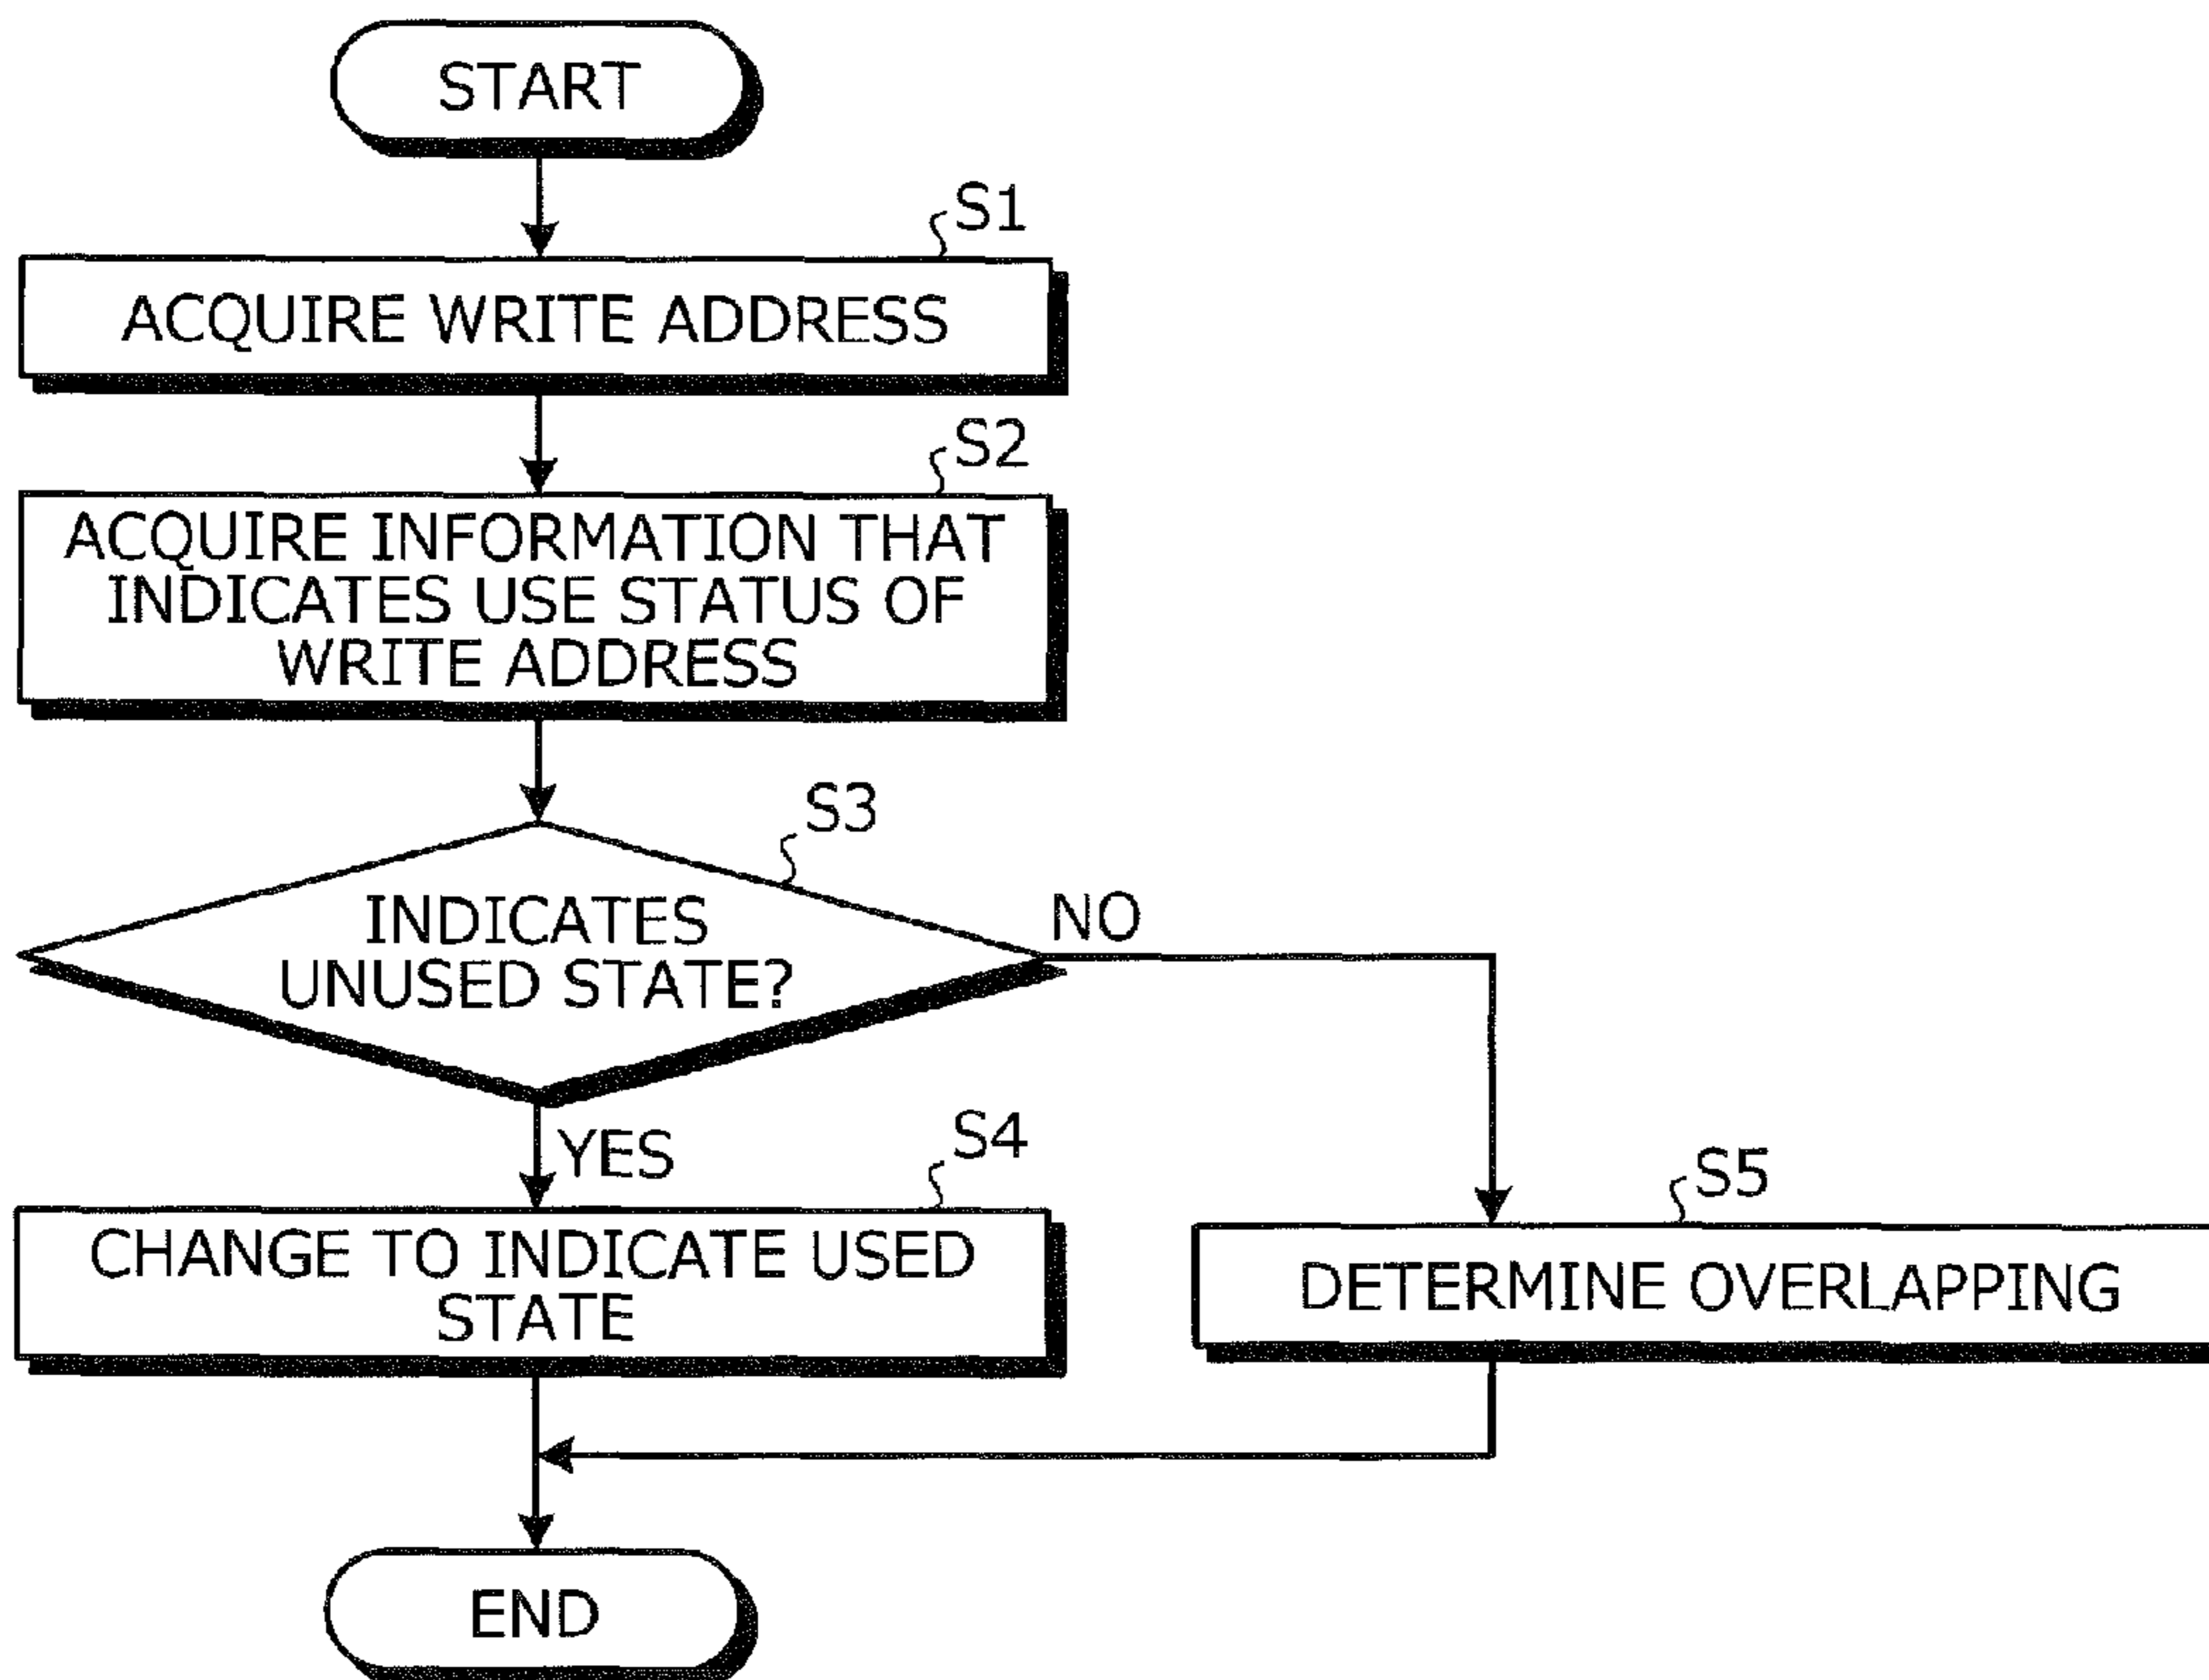 START
S1
ACQUIRE WRITE ADDRESS
S2
ACQUIRE INFORMATION THAT
INDICATES USE STATUS OF
WRITE ADDRESS
S3
INDICATES
UNUSED STATE?
NO
YES
S4
CHANGE TO INDICATE USED
STATE
S5
DETERMINE OVERLAPPING
END